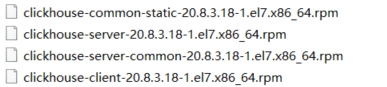 clickhouse-common-static-20.8.3.18-1.el7.x86_64.rpm
clickhouse-server-20.8.3.18-1.el7.x86_64.rpm
clickhouse-server-common-20.8.3.18-1.el7.x86_64.rpm
clickhouse-client-20.8.3.18-1.el7.x86_64.rpm